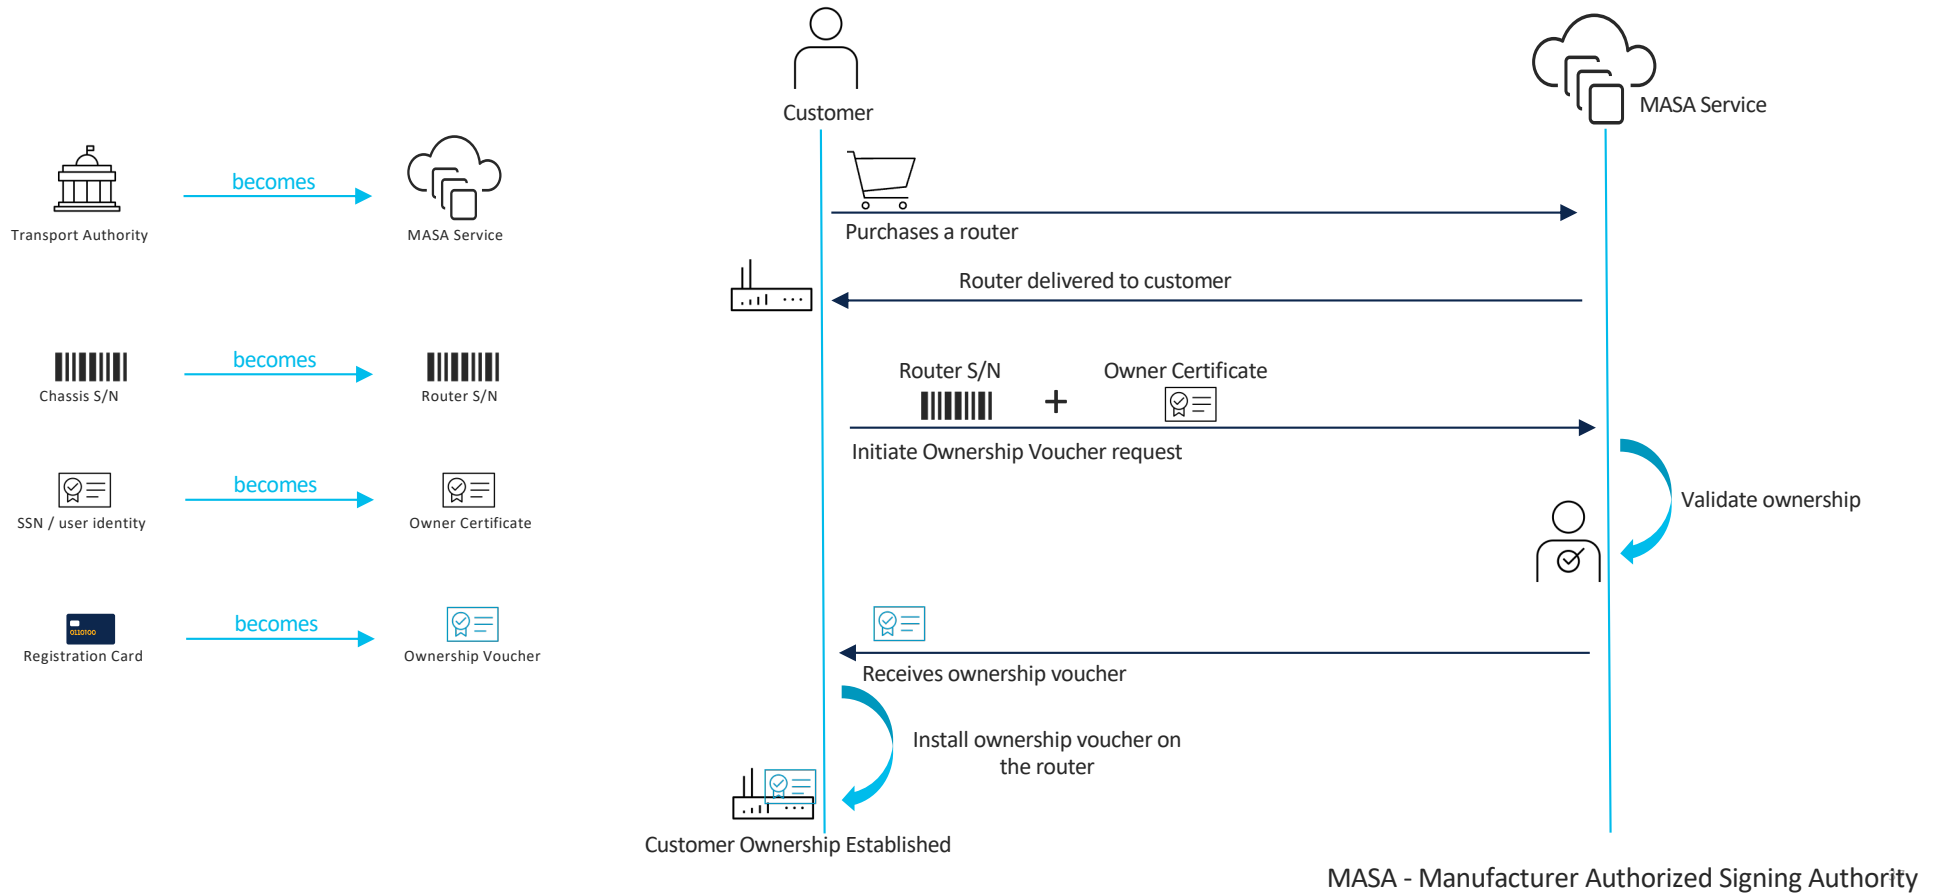 Customer
MASA Service
becomes
Transport Authority
MASA Service
Purchases a router
Router delivered to customer
becomes
Chassis S/N
Router S/N
Router S/N
Owner Certificate
+
Initiate Ownership Voucher request
becomes
SSN / user identity
Owner Certificate
Validate ownership
becomes
0110100
Registration Card
Ownership Voucher
Receives ownership voucher
Install ownership voucher on
the router
Customer Ownership Established
MASA - Manufacturer Authorized Signing Authority